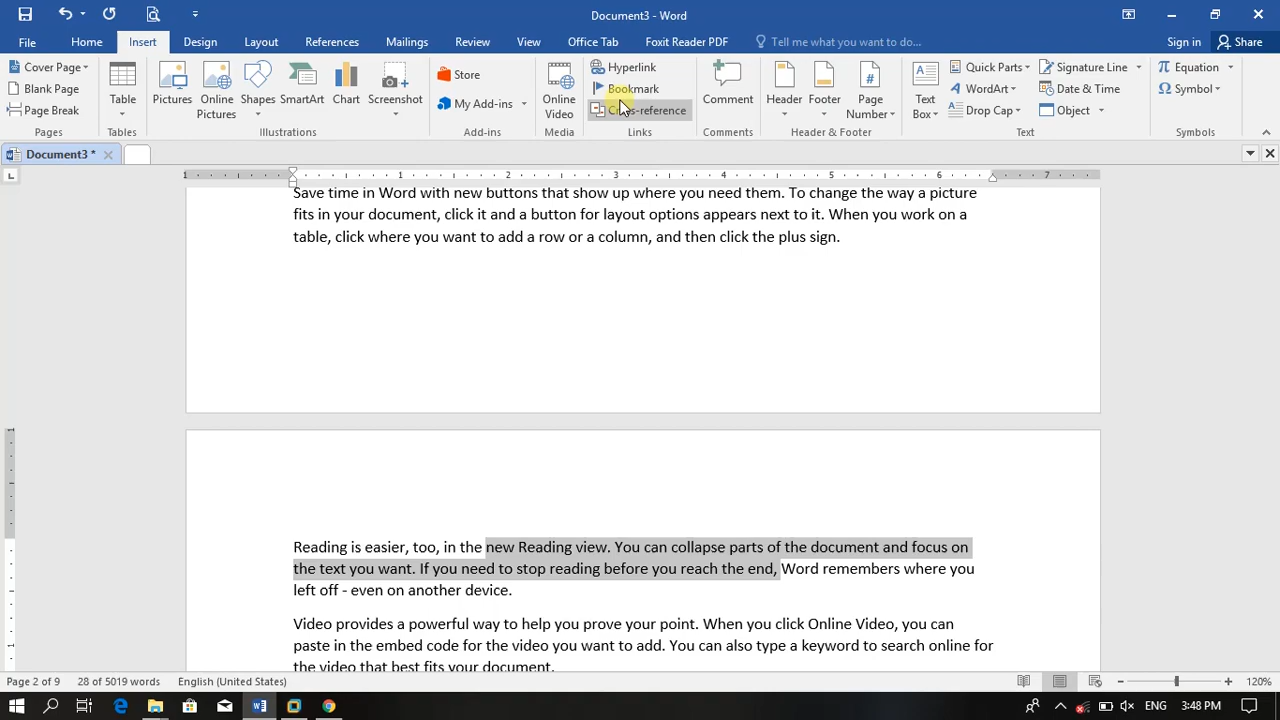 Document3 - Word
File Home Insert Design Layout References Mailings Review View Office Tab Foxit Reader PDF Tell me what you want to do... Sign in Share
Cover Page
Blank Page
Page Break
Pages
Table
Tables
Pictures
Online Pictures
Shapes
SmartArt
Chart
Screenshot
Illustrations
Store
My Add-ins
Add-ins
Online Video
Media
Hyperlink
Bookmark
Cross-reference
Links
Comment
Comments
Header
Footer
Page Number
Header & Footer
Text Box
Quick Parts
WordArt
Drop Cap
Signature Line
Date & Time
Object
Text
Equation
Symbol
Symbols
Document3 *
1 1 2 3 4 5 6 7
Save time in Word with new buttons that show up where you need them. To change the way a picture
fits in your document, click it and a button for layout options appears next to it. When you work on a
table, click where you want to add a row or a column, and then click the plus sign.
Reading is easier, too, in the new Reading view. You can collapse parts of the document and focus on
the text you want. If you need to stop reading before you reach the end, Word remembers where you
left off - even on another device.
Video provides a powerful way to help you prove your point. When you click Online Video, you can
paste in the embed code for the video you want to add. You can also type a keyword to search online for
the video that best fits your document.
Page 2 of 9 28 of 5019 words English (United States) 120%
ENG 3:48 PM